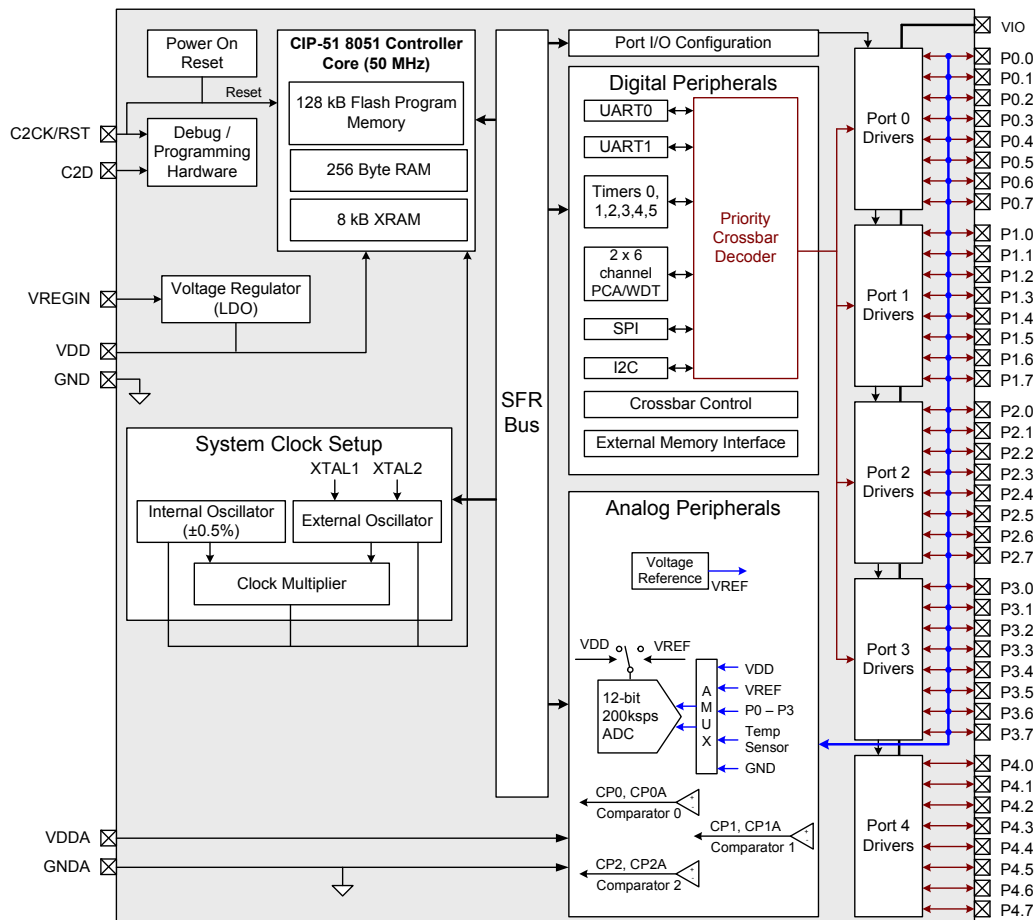 Power On
Reset
Reset
C2CK/RST
C2D
Debug /
Programming
Hardware
CIP-51 8051 Controller
Core (50 MHz)
128 kB Flash Program
Memory
256 Byte RAM
8 kB XRAM
VREGIN
Voltage Regulator
(LDO)
VDD
GND
System Clock Setup
XTAL1
XTAL2
Internal Oscillator
(±0.5%)
External Oscillator
Clock Multiplier
VDDA
GNDA
SFR
Bus
Port I/O Configuration
Digital Peripherals
UART0
UART1
Timers 0,
1,2,3,4,5
2 x 6
channel
PCA/WDT
SPI
I2C
Priority
Crossbar
Decoder
Crossbar Control
External Memory Interface
Analog Peripherals
Voltage
Reference
VREF
VDD
VREF
12-bit
200ksps
ADC
A
M
U
X
VDD
VREF
P0 – P3
Temp
Sensor
GND
CP0, CP0A
+
-
Comparator 0
CP1, CP1A
+
-
Comparator 1
CP2, CP2A
+
-
Comparator 2
Port 0
Drivers
Port 1
Drivers
Port 2
Drivers
Port 3
Drivers
Port 4
Drivers
VIO
P0.0
P0.1
P0.2
P0.3
P0.4
P0.5
P0.6
P0.7
P1.0
P1.1
P1.2
P1.3
P1.4
P1.5
P1.6
P1.7
P2.0
P2.1
P2.2
P2.3
P2.4
P2.5
P2.6
P2.7
P3.0
P3.1
P3.2
P3.3
P3.4
P3.5
P3.6
P3.7
P4.0
P4.1
P4.2
P4.3
P4.4
P4.5
P4.6
P4.7